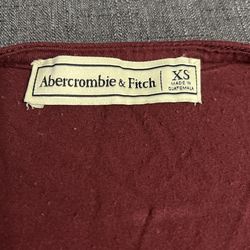 Abercrombie & Fitch
XS
MADE IN
GUATEMALA